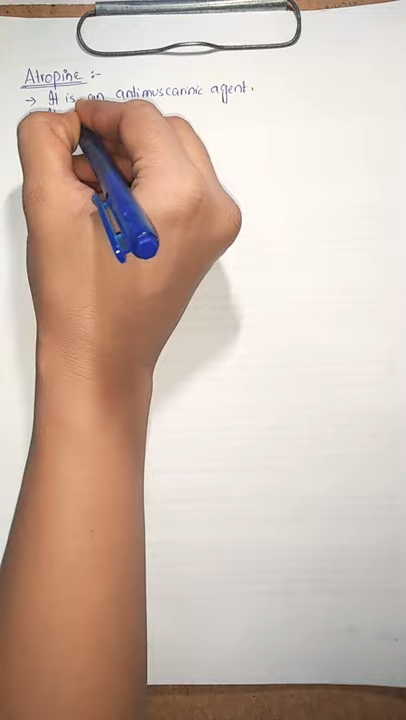 Atropine :-
→ It is an antimuscarinic agent.